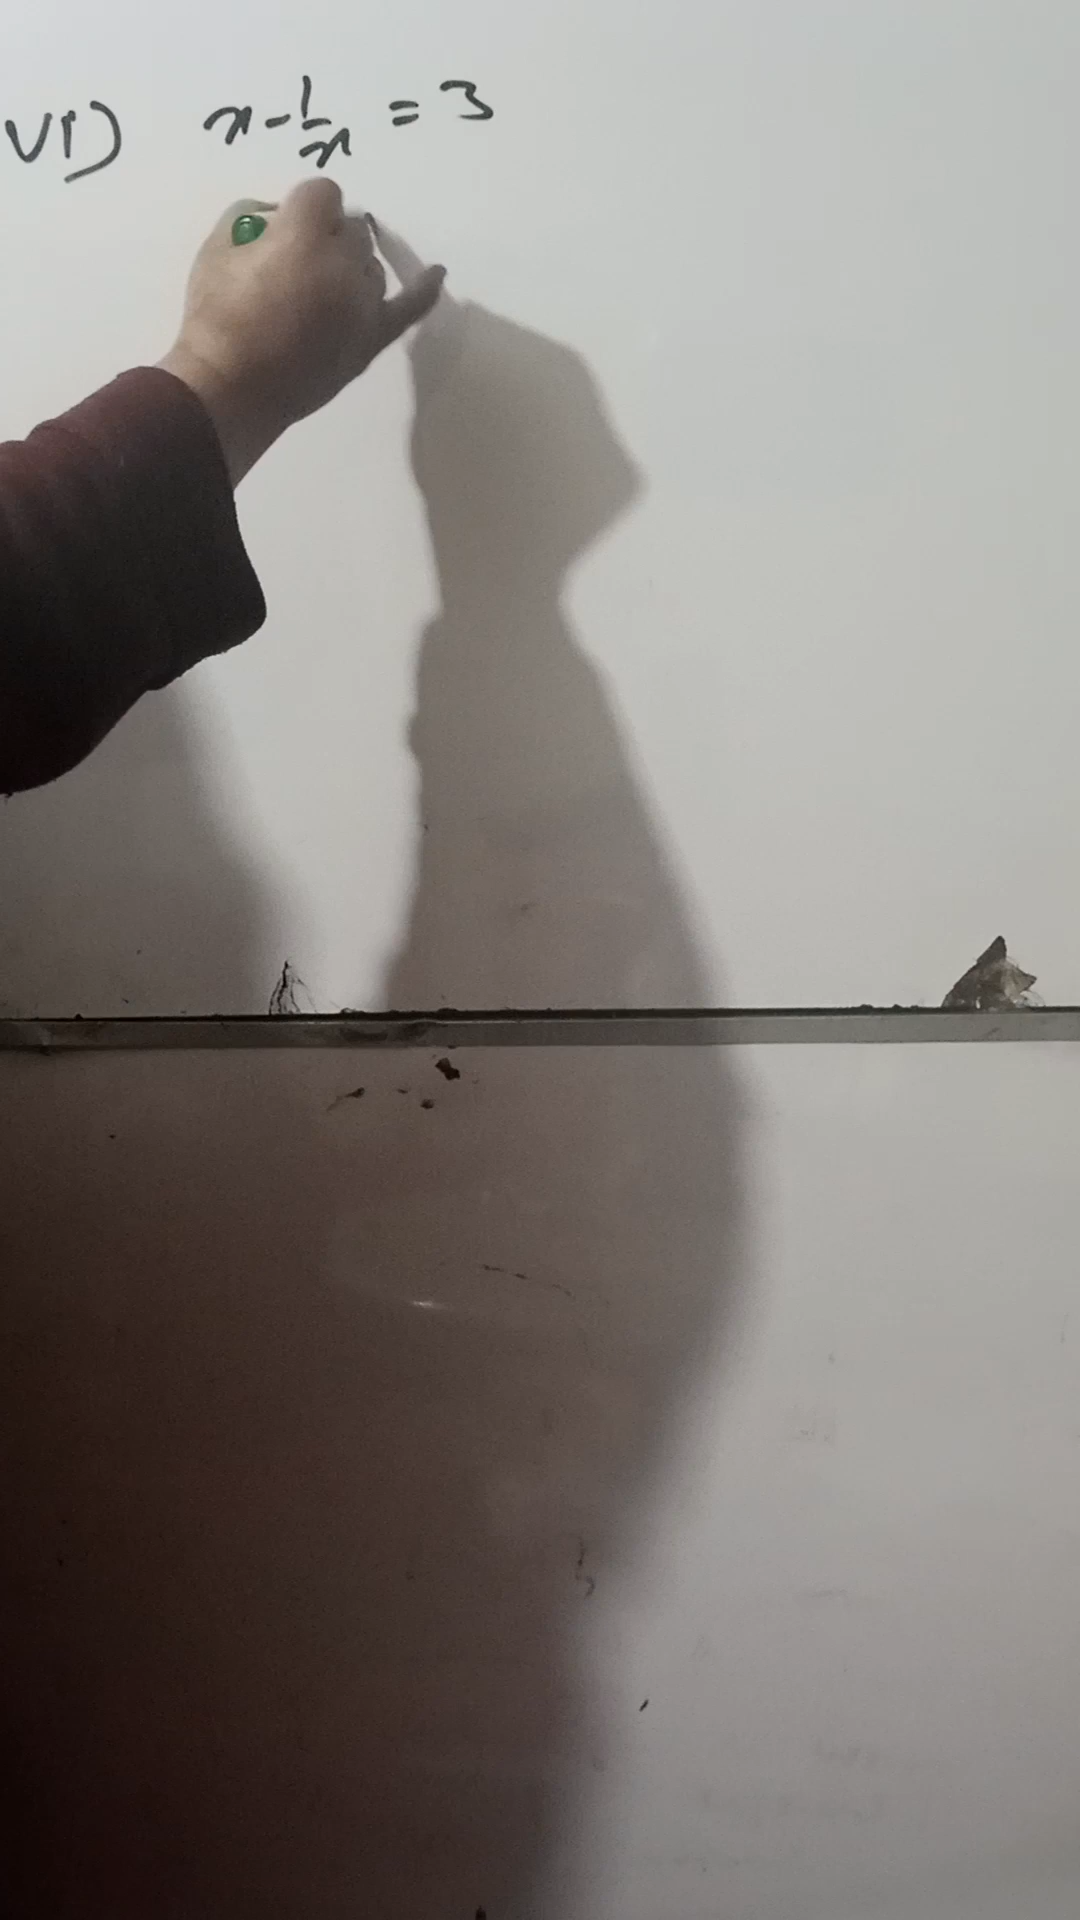 VI) x - 1/x = 3